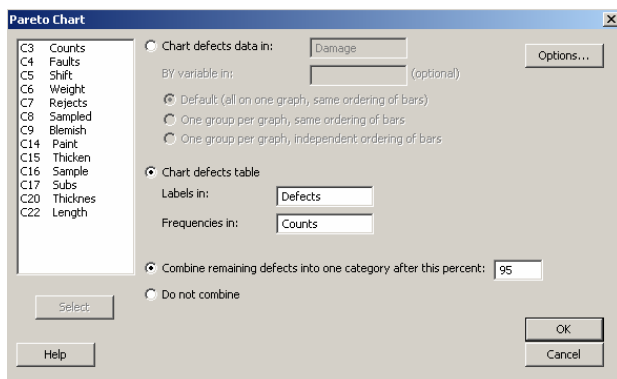 Pareto Chart
C3 Counts
C4 Faults
C5 Shift
C6 Weight
C7 Rejects
C8 Sampled
C9 Blemish
C14 Paint
C15 Thicken
C16 Sample
C17 Subs
C20 Thicknes
C22 Length
Select
Help
Chart defects data in: Damage
BY variable in: (optional)
Default (all on one graph, same ordering of bars)
One group per graph, same ordering of bars
One group per graph, independent ordering of bars
Chart defects table
Labels in: Defects
Frequencies in: Counts
Combine remaining defects into one category after this percent: 95
Do not combine
Options...
OK
Cancel